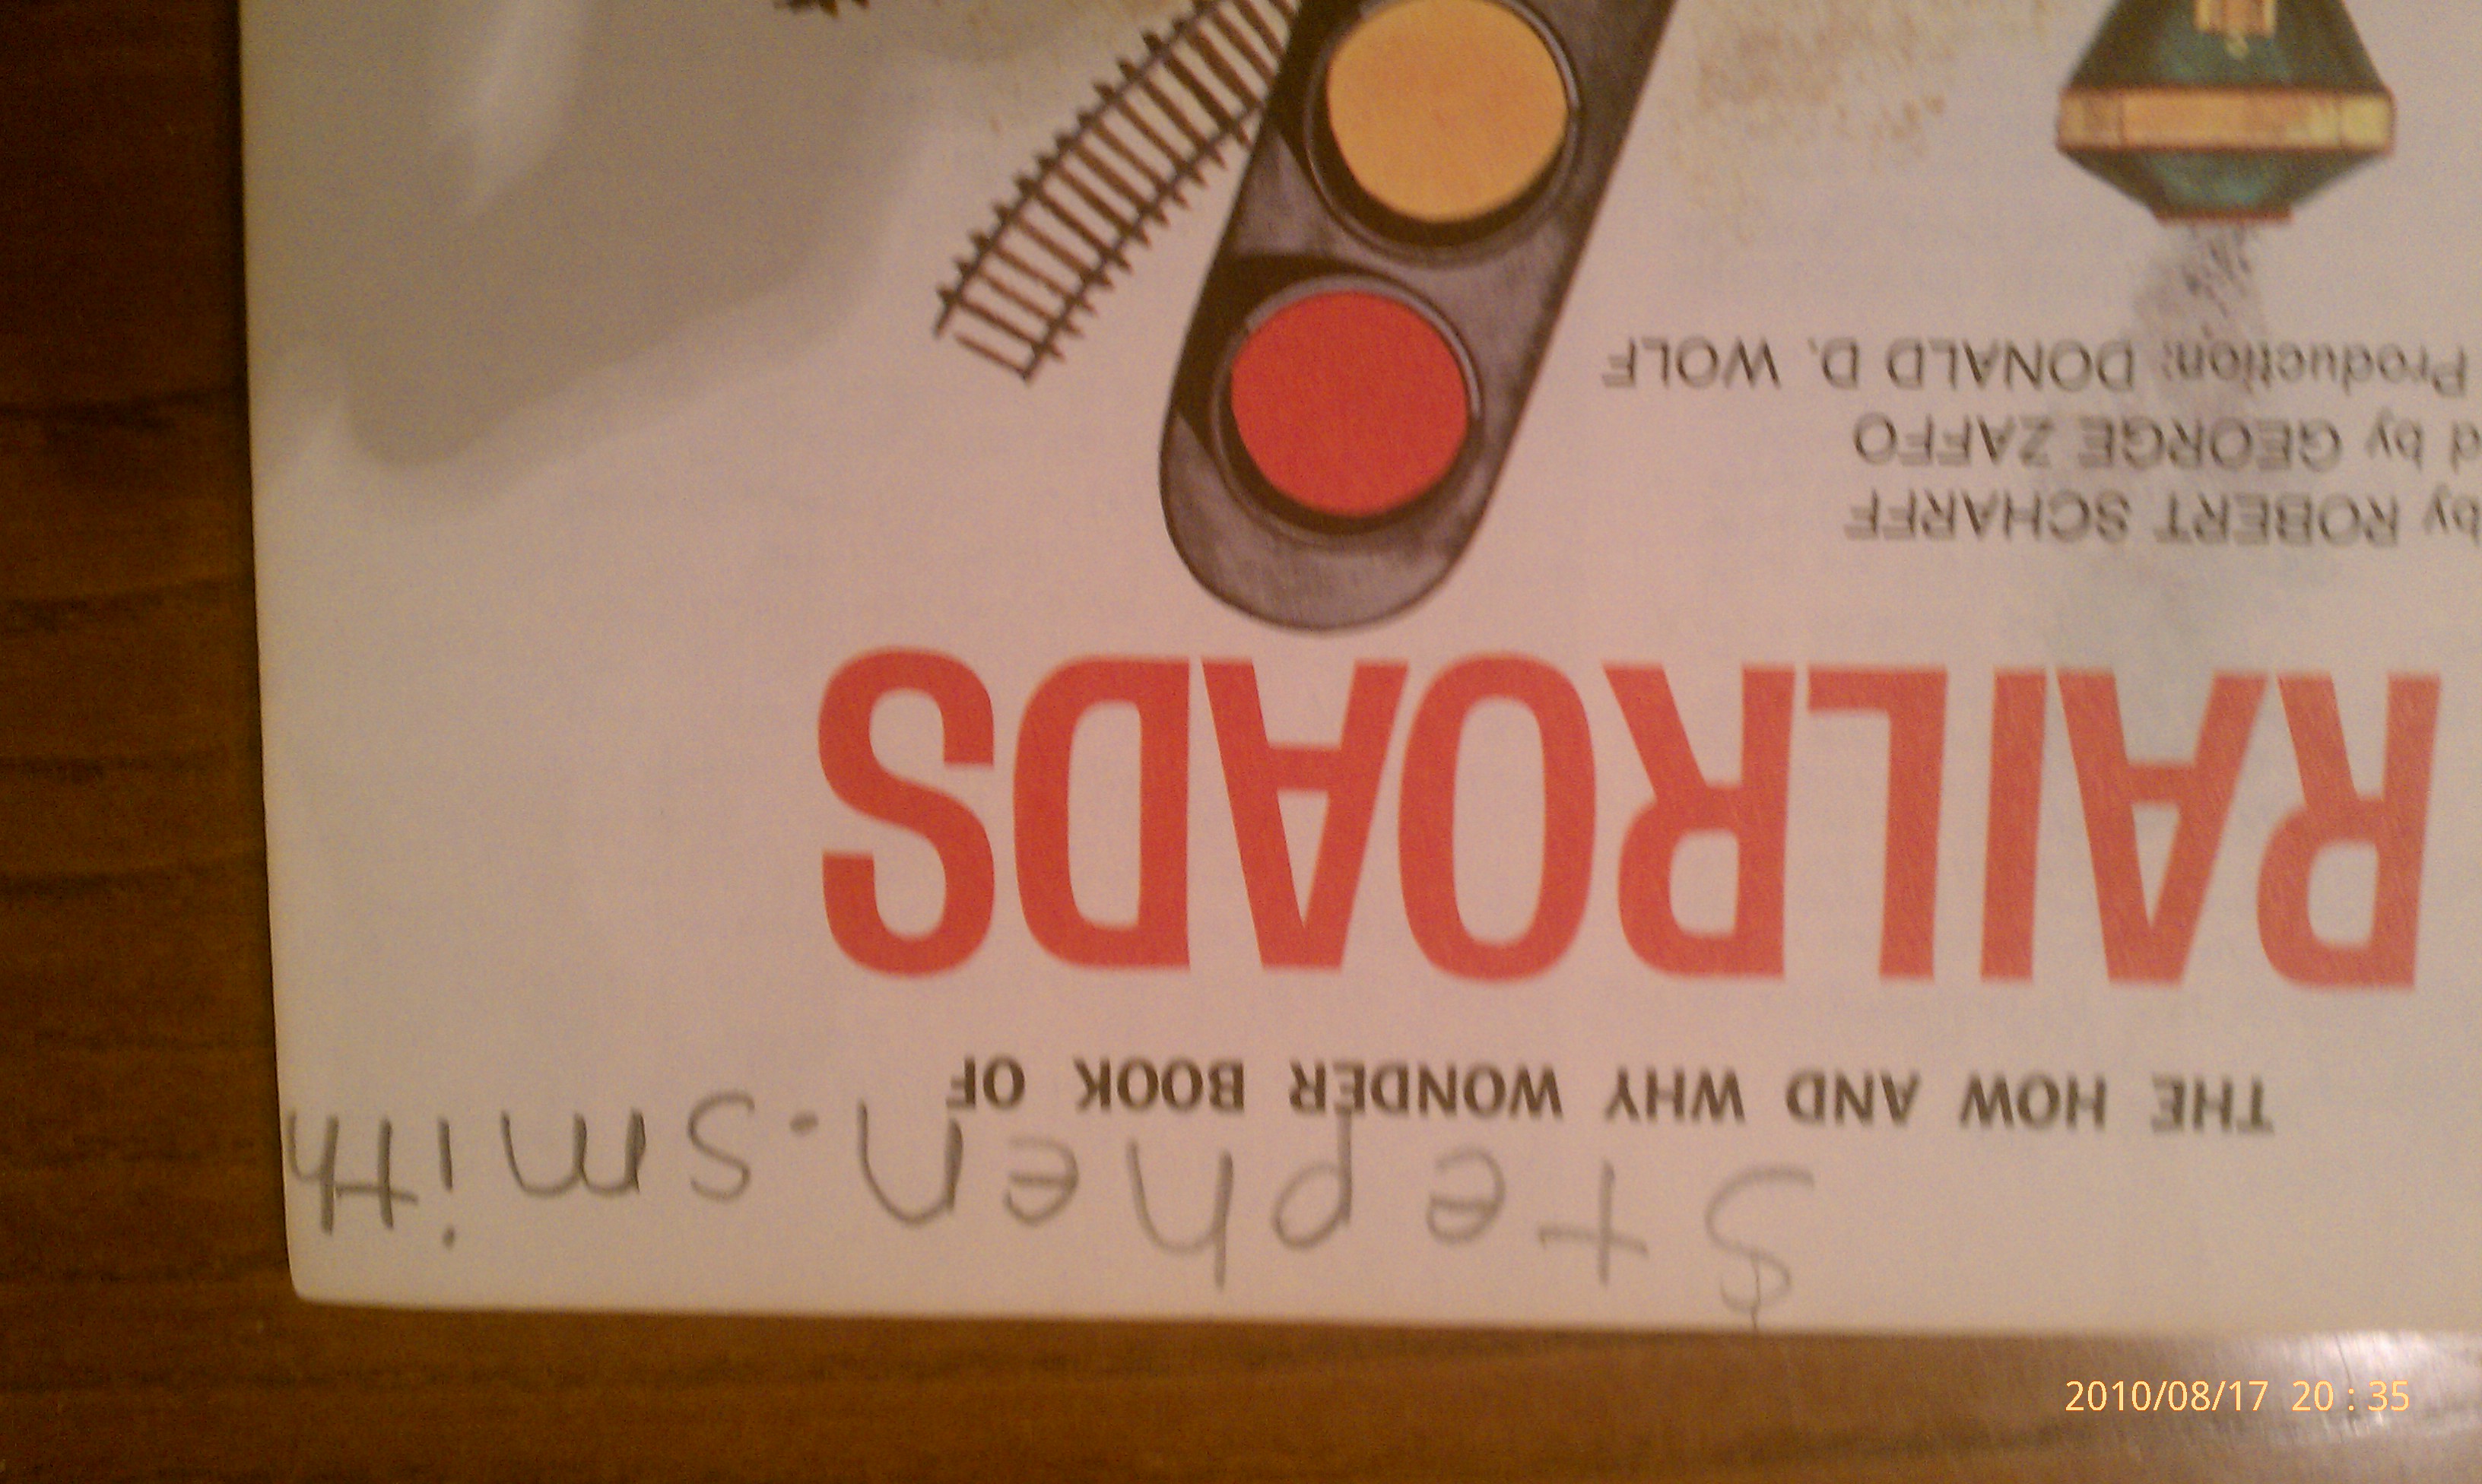 Stephen.smith
THE HOW AND WHY WONDER BOOK OF
RAILROADS
by ROBERT SCHARFF
d by GEORGE ZAFFO
Production: DONALD D. WOLF
2010/08/17 20:35